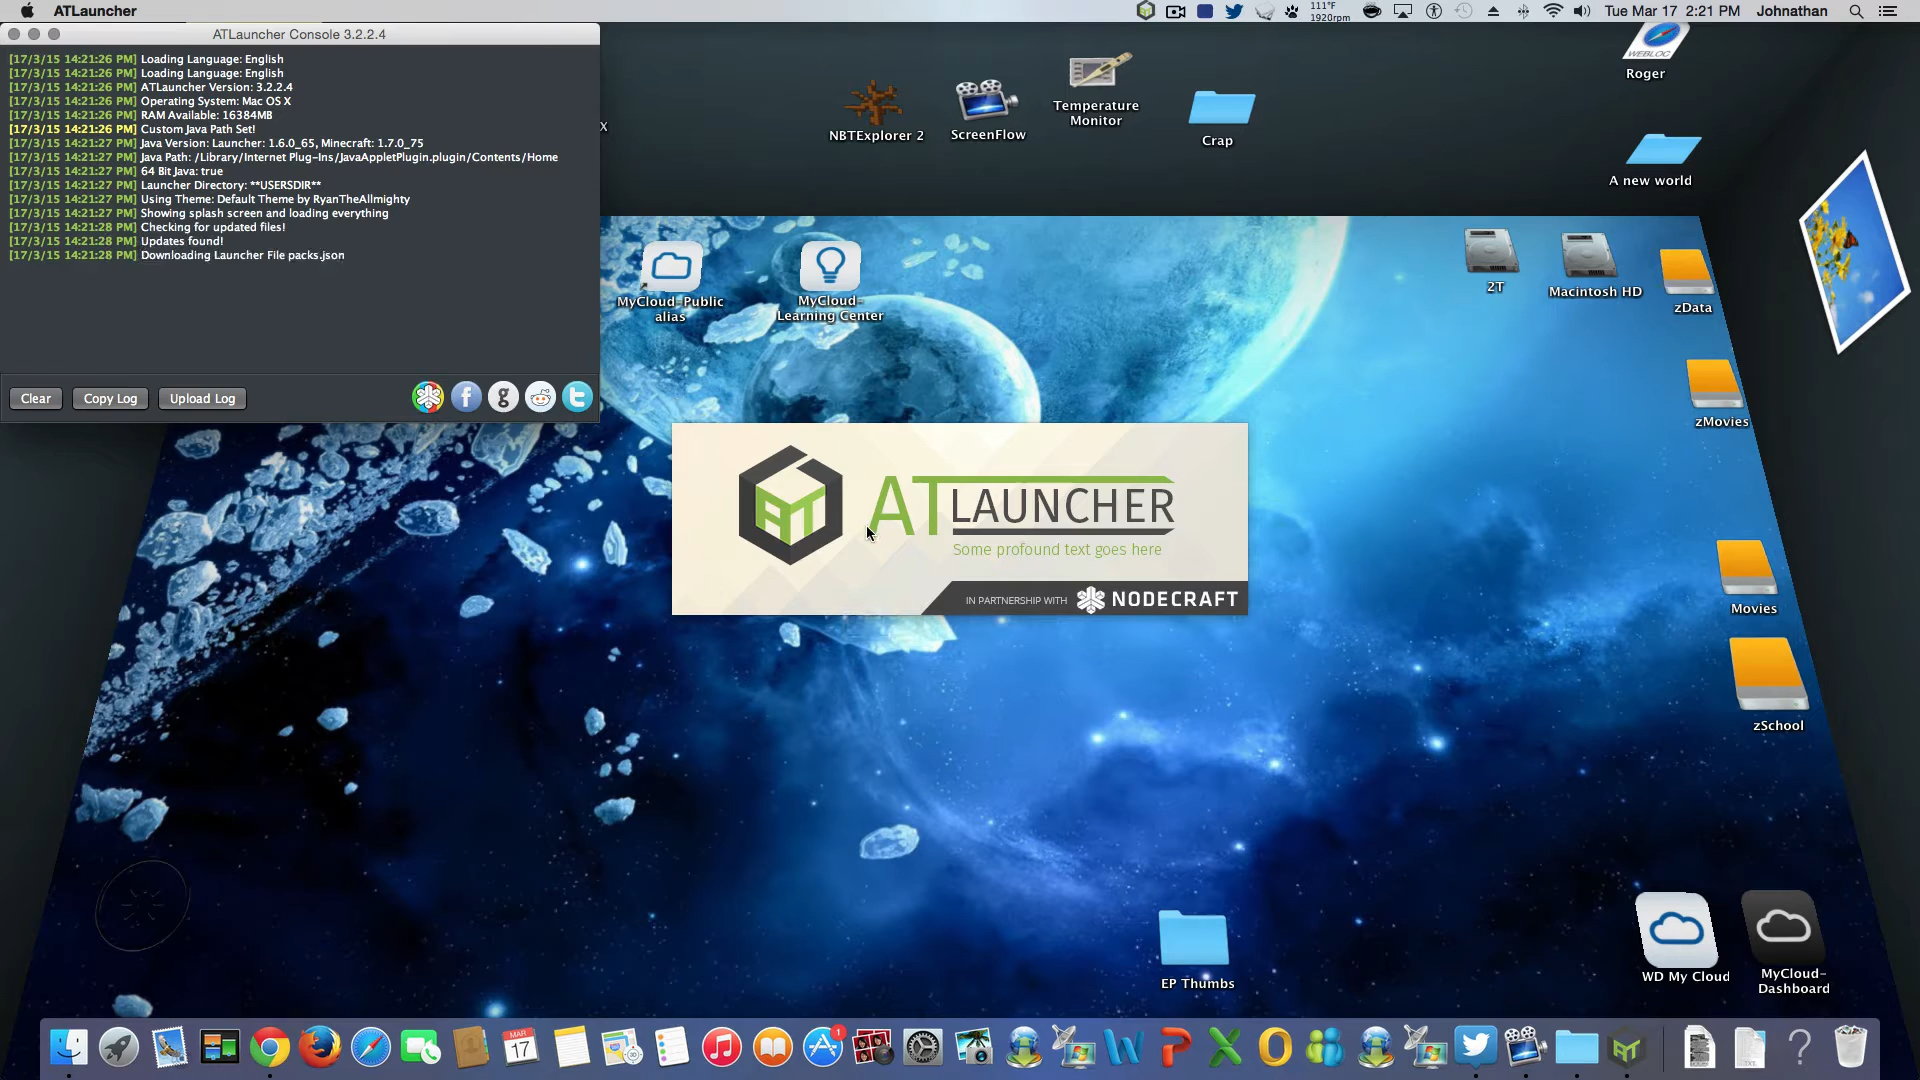 ATLauncher
111°F
1920rpm
Tue Mar 17 2:21 PM
Johnathan
ATLauncher Console 3.2.2.4
[17/3/15 14:21:26 PM] Loading Language: English
[17/3/15 14:21:26 PM] Loading Language: English
[17/3/15 14:21:26 PM] ATLauncher Version: 3.2.2.4
[17/3/15 14:21:26 PM] Operating System: Mac OS X
[17/3/15 14:21:26 PM] RAM Available: 16384MB
[17/3/15 14:21:26 PM] Custom Java Path Set!
[17/3/15 14:21:27 PM] Java Version: Launcher: 1.6.0_65, Minecraft: 1.7.0_75
[17/3/15 14:21:27 PM] Java Path: /Library/Internet Plug-Ins/JavaAppletPlugin.plugin/Contents/Home
[17/3/15 14:21:27 PM] 64 Bit Java: true
[17/3/15 14:21:27 PM] Launcher Directory: **USERSDIR**
[17/3/15 14:21:27 PM] Using Theme: Default Theme by RyanTheAllmighty
[17/3/15 14:21:27 PM] Showing splash screen and loading everything
[17/3/15 14:21:28 PM] Checking for updated files!
[17/3/15 14:21:28 PM] Updates found!
[17/3/15 14:21:28 PM] Downloading Launcher File packs.json
Clear
Copy Log
Upload Log
X
NBTExplorer 2
ScreenFlow
Temperature
Monitor
Crap
WEBLOC
Roger
A new world
MyCloud-Public
alias
MyCloud-
Learning Center
2T
Macintosh HD
zData
zMovies
Movies
zSchool
AT
ATLAUNCHER
Some profound text goes here
IN PARTNERSHIP WITH
NODECRAFT
EP Thumbs
WD My Cloud
MyCloud-
Dashboard
MAR
17
1
TXT